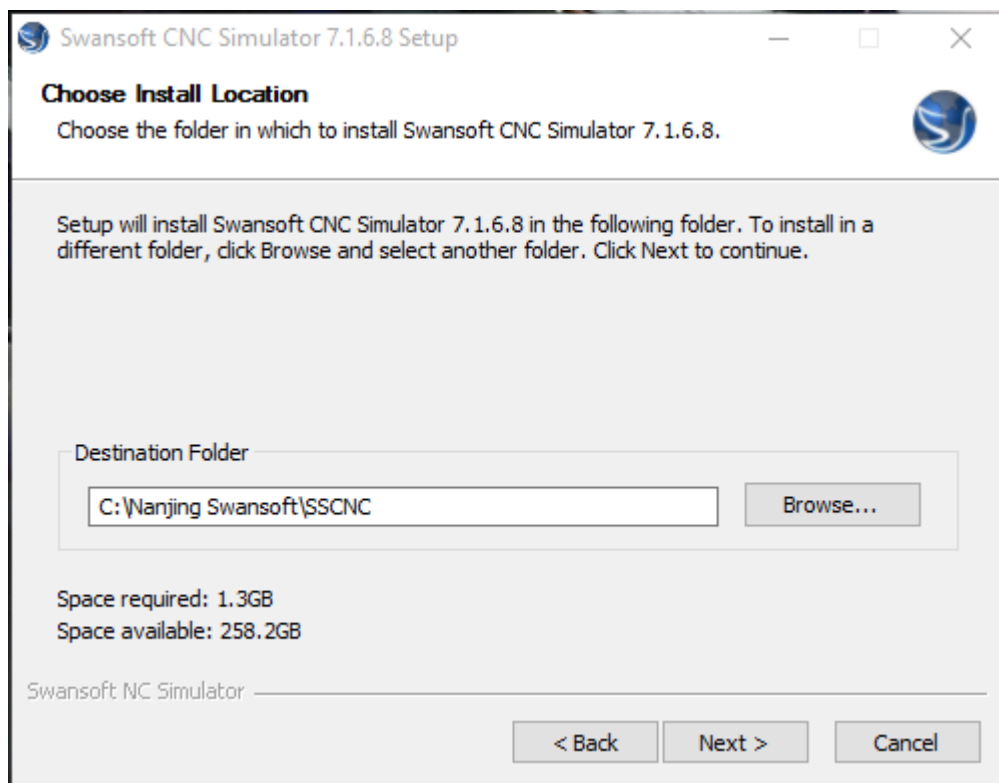 Swansoft CNC Simulator 7.1.6.8 Setup
Choose Install Location
Choose the folder in which to install Swansoft CNC Simulator 7.1.6.8.
Setup will install Swansoft CNC Simulator 7.1.6.8 in the following folder. To install in a
different folder, click Browse and select another folder. Click Next to continue.
Destination Folder
C:\Nanjing Swansoft\SSCNC
Browse...
Space required: 1.3GB
Space available: 258.2GB
Swansoft NC Simulator
< Back
Next >
Cancel